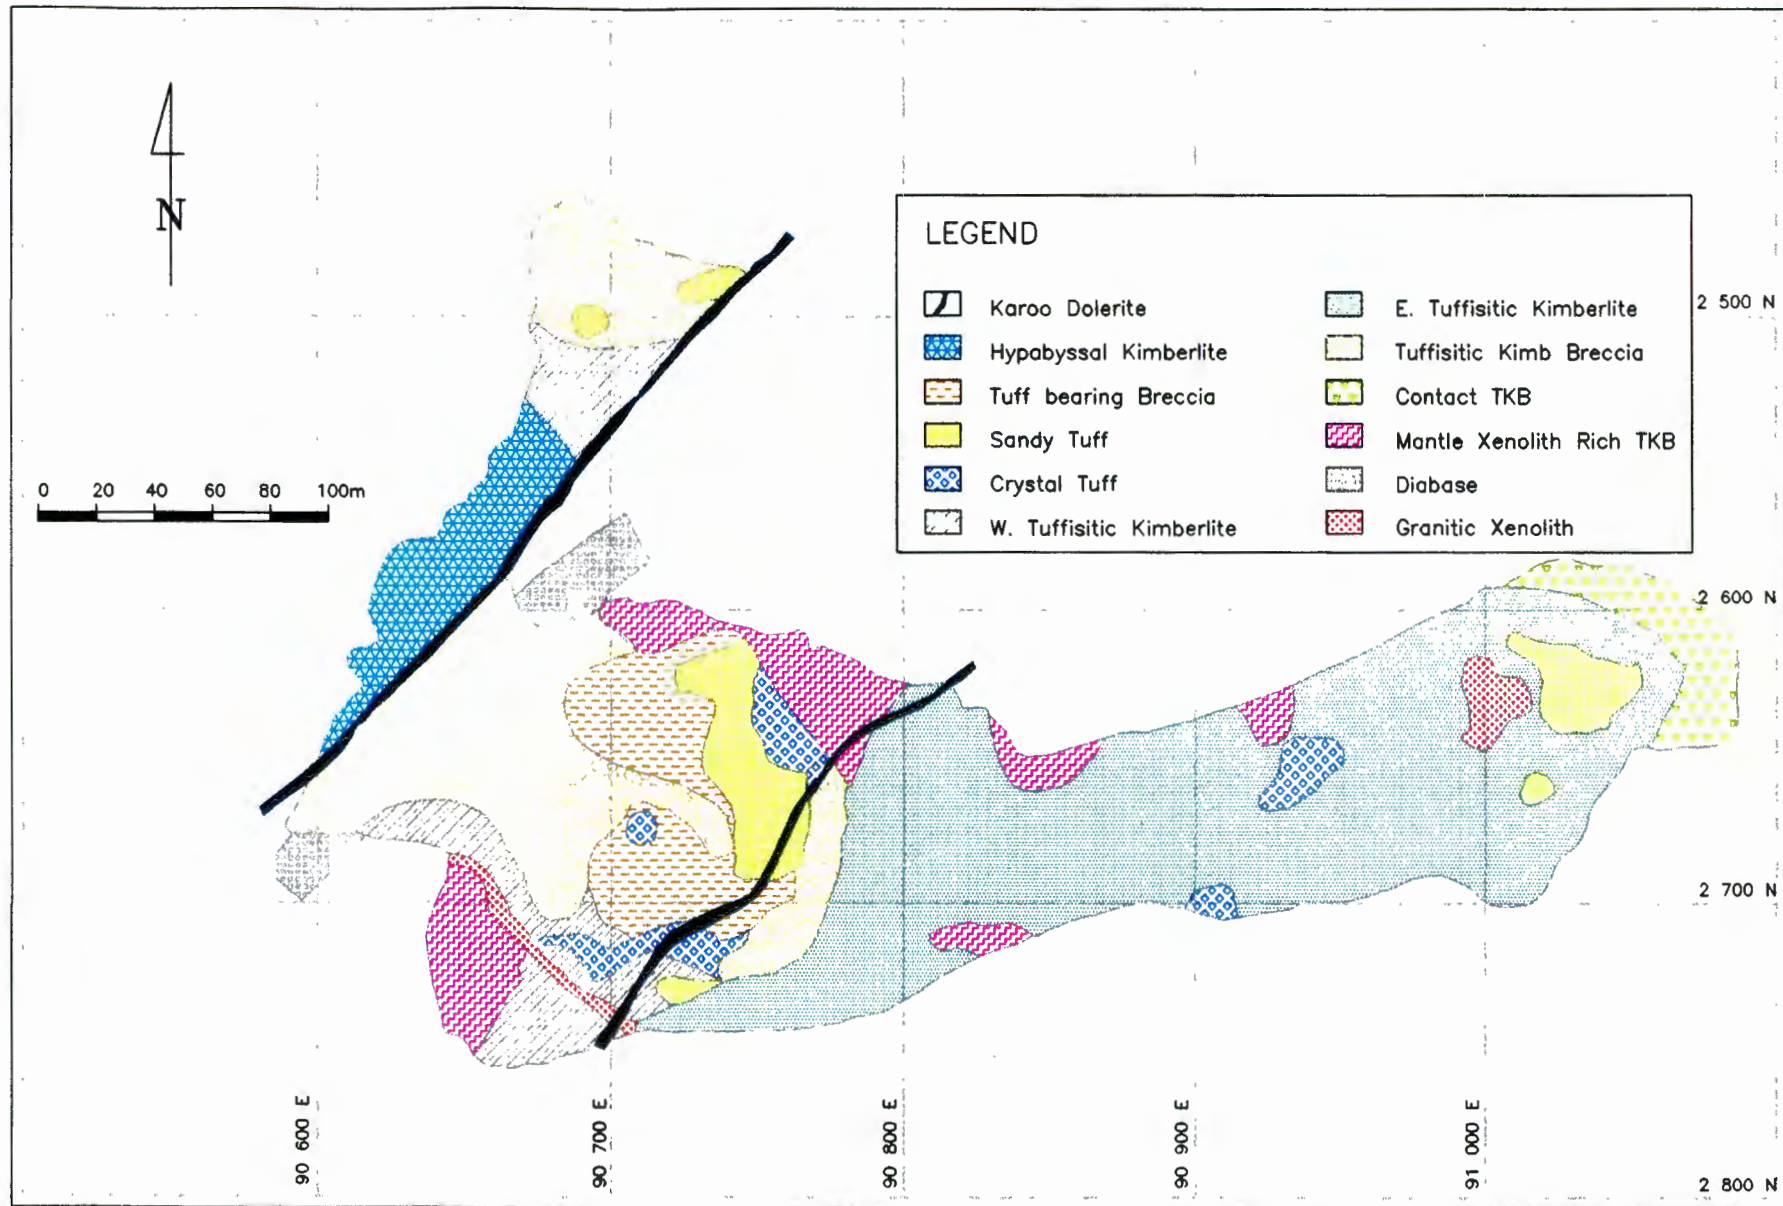 N
LEGEND
Karoo Dolerite
Hypabyssal Kimberlite
Tuff bearing Breccia
Sandy Tuff
Crystal Tuff
W. Tuffisitic Kimberlite
E. Tuffisitic Kimberlite
Tuffisitic Kimb Breccia
Contact TKB
Mantle Xenolith Rich TKB
Diabase
Granitic Xenolith
2 500 N
0 20 40 60 80 100m
2 600 N
2 700 N
90 600 E
90 700 E
90 800 E
90 900 E
91 000 E
2 800 N